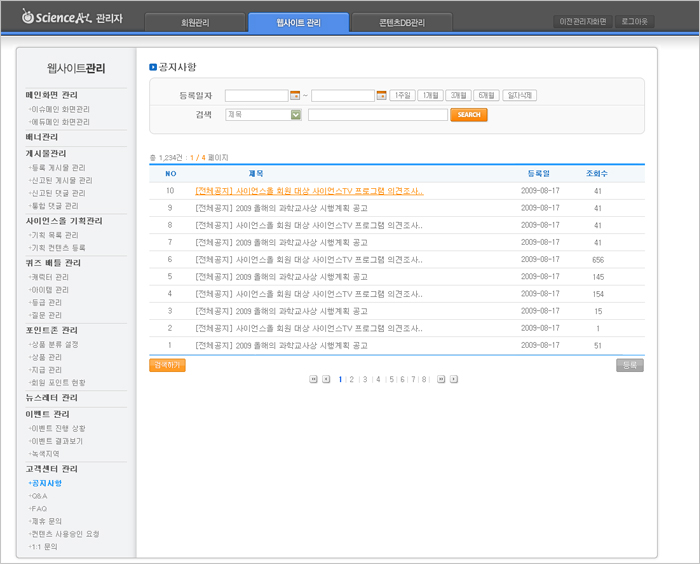 Science All 관리자
회원관리
웹사이트 관리
콘텐츠DB관리
이전관리자화면
로그아웃
웹사이트관리
메인화면 관리
이슈메인 화면관리
에듀메인 화면관리
배너관리
게시물관리
등록 게시물 관리
신고된 게시물 관리
신고된 댓글 관리
통합 댓글 관리
사이언스올 기획관리
기획 목록 관리
기획 컨텐츠 등록
퀴즈 배틀 관리
캐릭터 관리
아이템 관리
등급 관리
질문 관리
포인트존 관리
상품 분류 설정
상품 관리
지급 관리
회원 포인트 현황
뉴스레터 관리
이벤트 관리
이벤트 진행 상황
이벤트 결과보기
녹색지역
고객센터 관리
공지사항
Q&A
FAQ
제휴 문의
컨텐츠 사용승인 요청
1:1 문의
공지사항
등록일자 ~ 1주일 1개월 3개월 6개월 일자삭제
검색 제목 SEARCH
총 1,234건 : 1 / 4 페이지
NO 제목 등록일 조회수
10 [전체공지] 사이언스올 회원 대상 사이언스TV 프로그램 의견조사.. 2009-08-17 41
9 [전체공지] 2009 올해의 과학교사상 시행계획 공고 2009-08-17 41
8 [전체공지] 사이언스올 회원 대상 사이언스TV 프로그램 의견조사.. 2009-08-17 41
7 [전체공지] 2009 올해의 과학교사상 시행계획 공고 2009-08-17 41
6 [전체공지] 사이언스올 회원 대상 사이언스TV 프로그램 의견조사.. 2009-08-17 656
5 [전체공지] 2009 올해의 과학교사상 시행계획 공고 2009-08-17 145
4 [전체공지] 사이언스올 회원 대상 사이언스TV 프로그램 의견조사.. 2009-08-17 154
3 [전체공지] 2009 올해의 과학교사상 시행계획 공고 2009-08-17 15
2 [전체공지] 사이언스올 회원 대상 사이언스TV 프로그램 의견조사.. 2009-08-17 1
1 [전체공지] 2009 올해의 과학교사상 시행계획 공고 2009-08-17 51
검색하기
등록
1 | 2 | 3 | 4 | 5 | 6 | 7 | 8 |